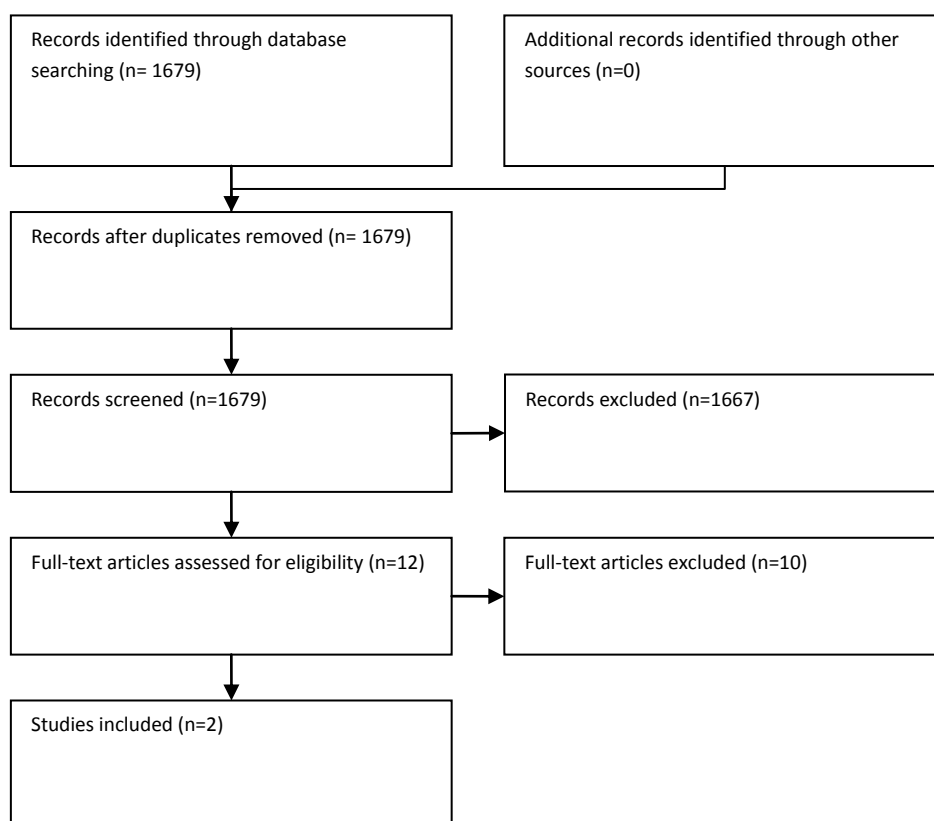 Records identified through database
searching (n= 1679)
Additional records identified through other
sources (n=0)
Records after duplicates removed (n= 1679)
Records screened (n=1679)
Records excluded (n=1667)
Full-text articles assessed for eligibility (n=12)
Full-text articles excluded (n=10)
Studies included (n=2)